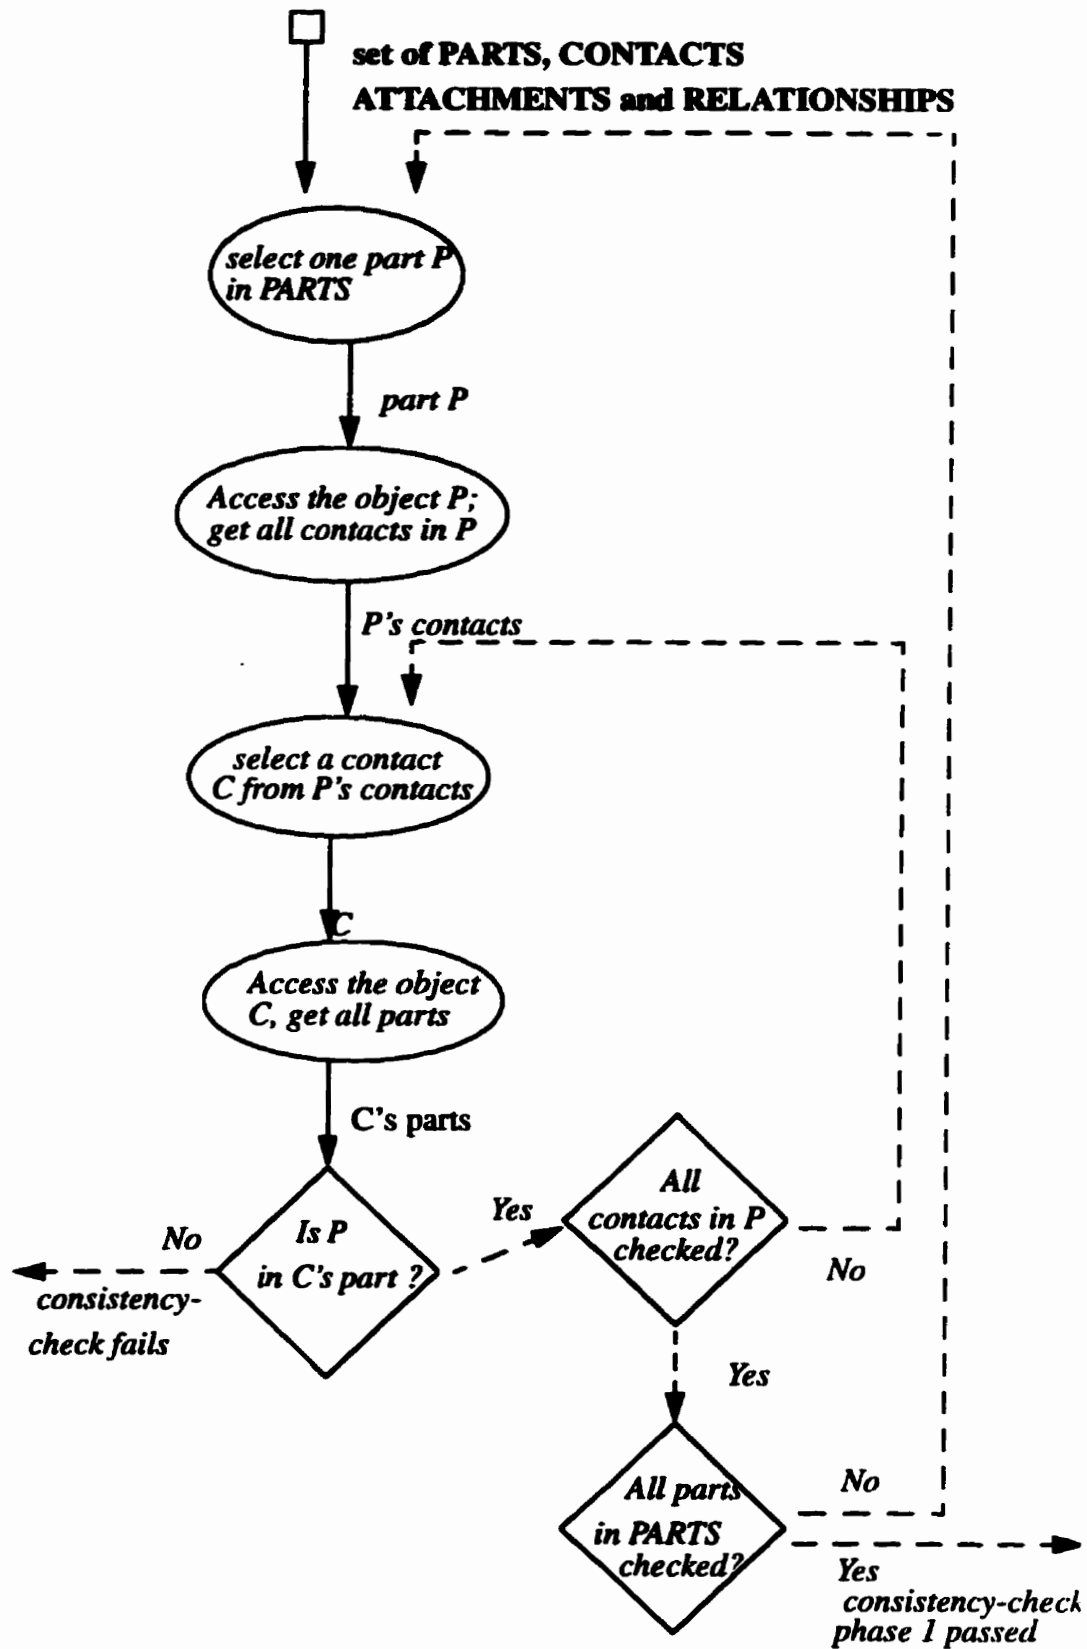 set of PARTS, CONTACTS
ATTACHMENTS and RELATIONSHIPS
select one part P
in PARTS
part P
Access the object P;
get all contacts in P
P's contacts
select a contact
C from P's contacts
C
Access the object
C, get all parts
C's parts
Is P
in C's part ?
No
consistency-
check fails
Yes
All
contacts in P
checked?
No
Yes
All parts
in PARTS
checked?
No
Yes
consistency-check
phase 1 passed